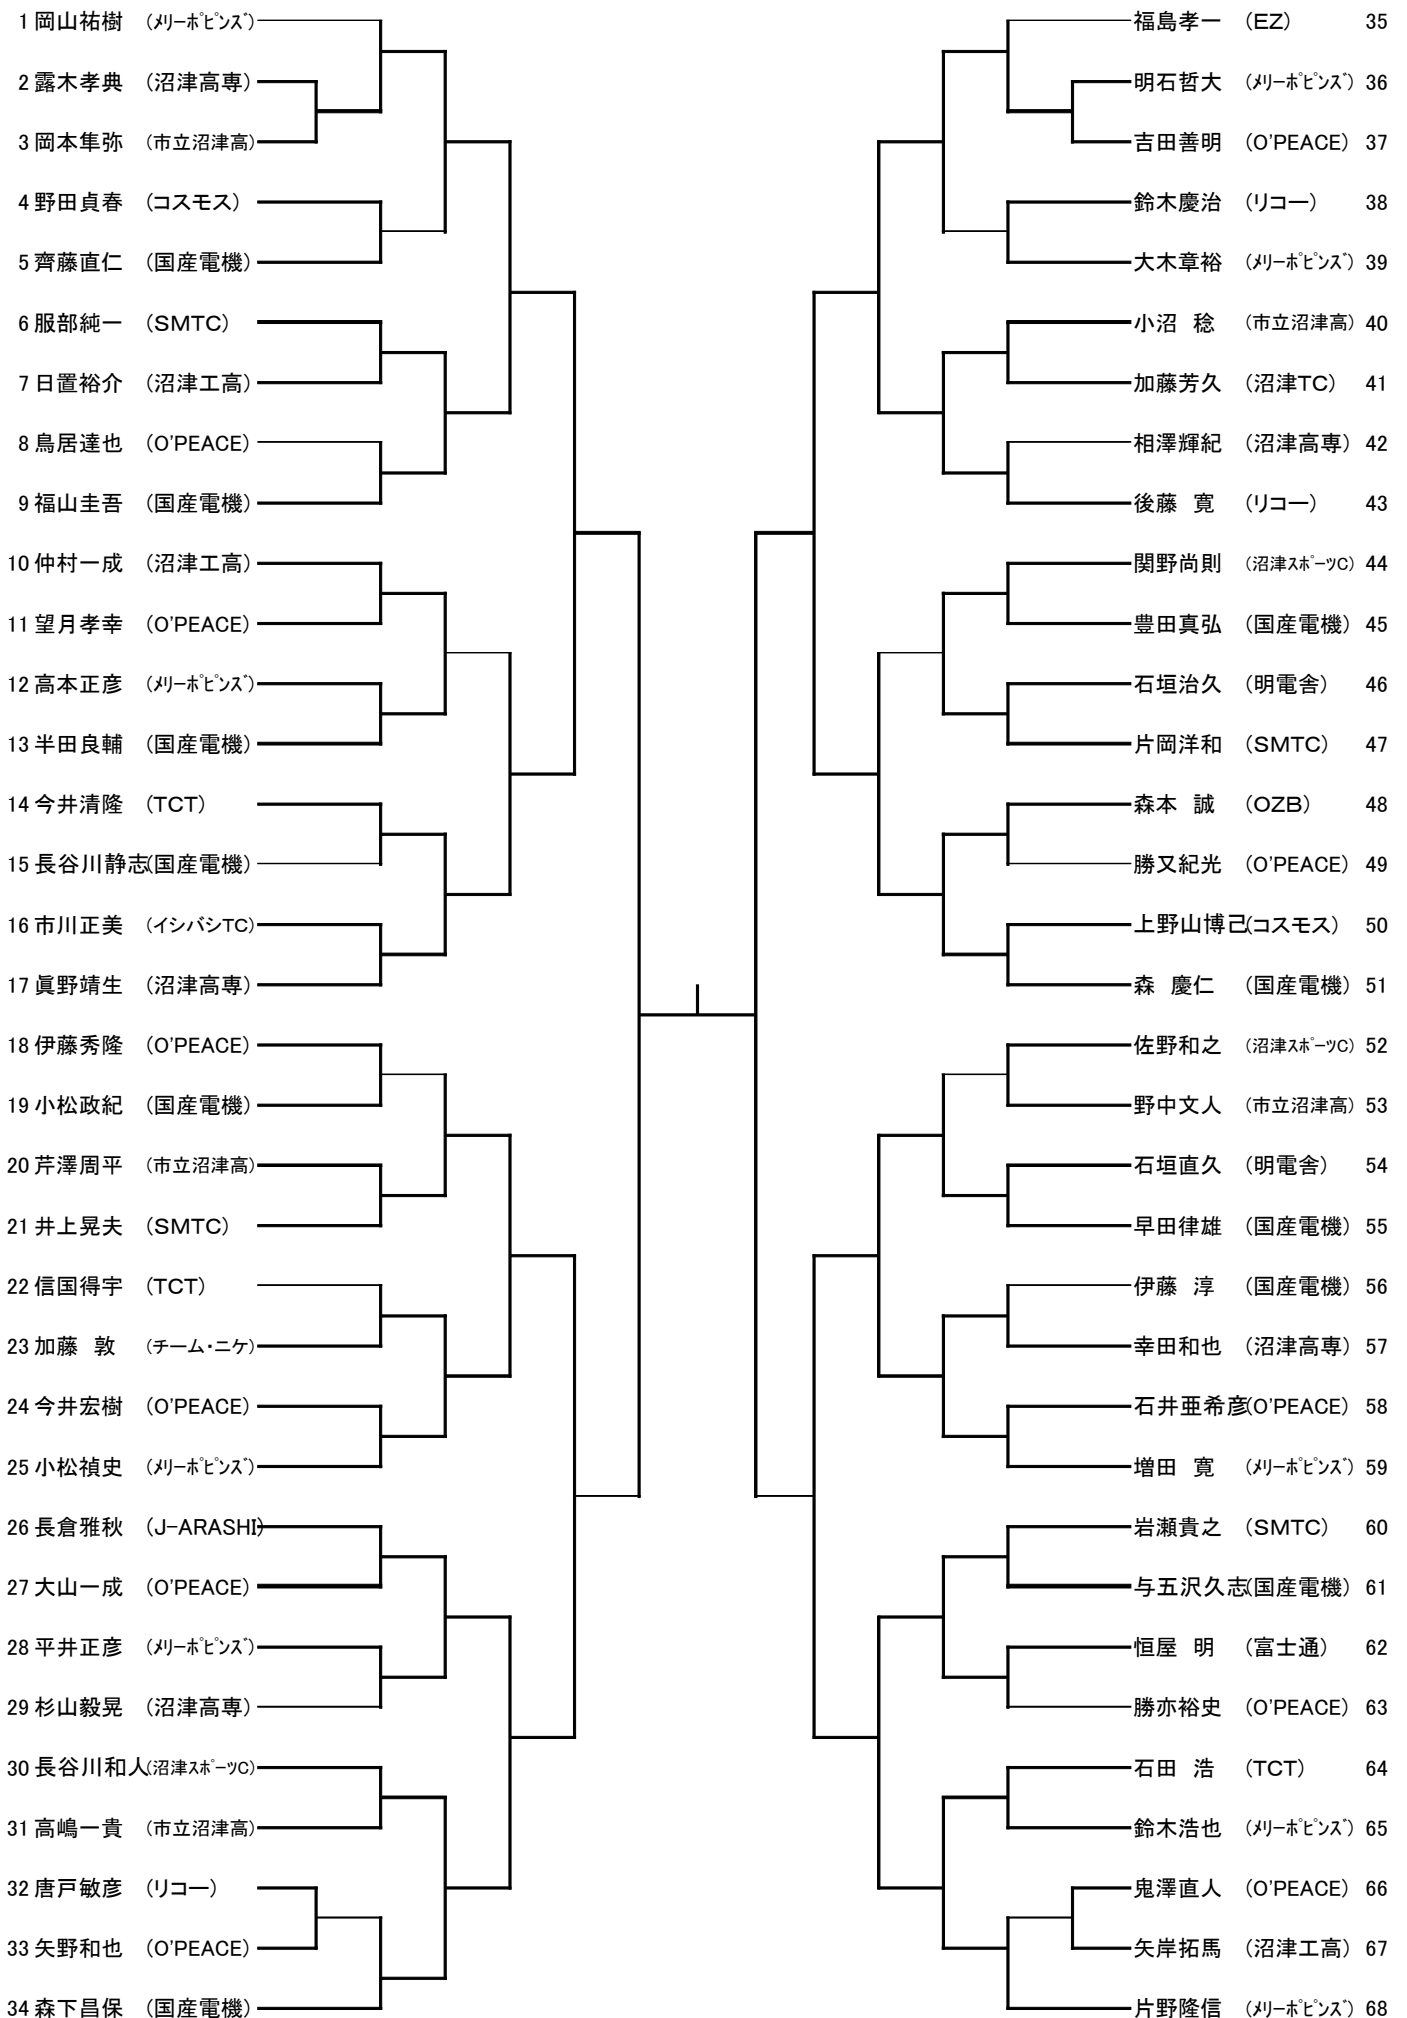 1 岡山祐樹 (ﾒﾘｰﾎﾟﾋﾟﾝｽﾞ)
2 露木孝典 (沼津高専)
3 岡本隼弥 (市立沼津高)
4 野田貞春 (コスモス)
5 齊藤直仁 (国産電機)
6 服部純一 (SMTC)
7 日置裕介 (沼津工高)
8 鳥居達也 (O'PEACE)
9 福山圭吾 (国産電機)
10 仲村一成 (沼津工高)
11 望月孝幸 (O'PEACE)
12 高本正彦 (ﾒﾘｰﾎﾟﾋﾟﾝｽﾞ)
13 半田良輔 (国産電機)
14 今井清隆 (TCT)
15 長谷川静志(国産電機)
16 市川正美 (イシバシTC)
17 眞野靖生 (沼津高専)
18 伊藤秀隆 (O'PEACE)
19 小松政紀 (国産電機)
20 芹澤周平 (市立沼津高)
21 井上晃夫 (SMTC)
22 信国得宇 (TCT)
23 加藤 敦 (チーム・ニケ)
24 今井宏樹 (O'PEACE)
25 小松禎史 (ﾒﾘｰﾎﾟﾋﾟﾝｽﾞ)
26 長倉雅秋 (J-ARASHI)
27 大山一成 (O'PEACE)
28 平井正彦 (ﾒﾘｰﾎﾟﾋﾟﾝｽﾞ)
29 杉山毅晃 (沼津高専)
30 長谷川和人(沼津ｽﾎﾟｰﾂC)
31 高嶋一貴 (市立沼津高)
32 唐戸敏彦 (リコー)
33 矢野和也 (O'PEACE)
34 森下昌保 (国産電機)
福島孝一 (EZ) 35
明石哲大 (ﾒﾘｰﾎﾟﾋﾟﾝｽﾞ) 36
吉田善明 (O'PEACE) 37
鈴木慶治 (リコー) 38
大木章裕 (ﾒﾘｰﾎﾟﾋﾟﾝｽﾞ) 39
小沼 稔 (市立沼津高) 40
加藤芳久 (沼津TC) 41
相澤輝紀 (沼津高専) 42
後藤 寛 (リコー) 43
関野尚則 (沼津ｽﾎﾟｰﾂC) 44
豊田真弘 (国産電機) 45
石垣治久 (明電舎) 46
片岡洋和 (SMTC) 47
森本 誠 (OZB) 48
勝又紀光 (O'PEACE) 49
上野山博己(コスモス) 50
森 慶仁 (国産電機) 51
佐野和之 (沼津ｽﾎﾟｰﾂC) 52
野中文人 (市立沼津高) 53
石垣直久 (明電舎) 54
早田律雄 (国産電機) 55
伊藤 淳 (国産電機) 56
幸田和也 (沼津高専) 57
石井亜希彦(O'PEACE) 58
増田 寛 (ﾒﾘｰﾎﾟﾋﾟﾝｽﾞ) 59
岩瀬貴之 (SMTC) 60
与五沢久志(国産電機) 61
恒屋 明 (富士通) 62
勝亦裕史 (O'PEACE) 63
石田 浩 (TCT) 64
鈴木浩也 (ﾒﾘｰﾎﾟﾋﾟﾝｽﾞ) 65
鬼澤直人 (O'PEACE) 66
矢岸拓馬 (沼津工高) 67
片野隆信 (ﾒﾘｰﾎﾟﾋﾟﾝｽﾞ) 68